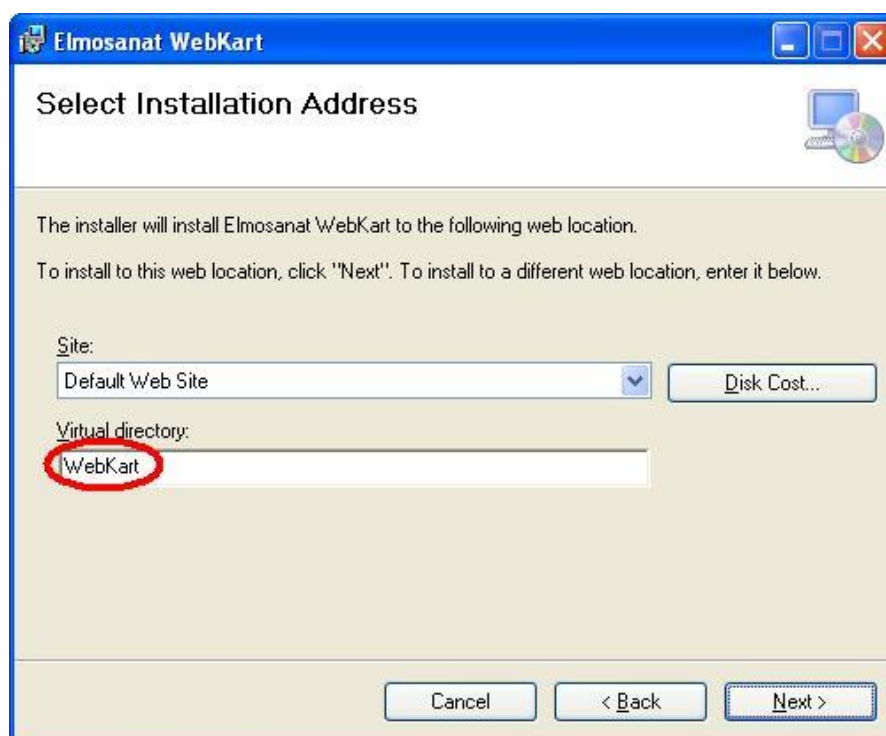 Elmosanat WebKart
Select Installation Address
The installer will install Elmosanat WebKart to the following web location.
To install to this web location, click "Next". To install to a different web location, enter it below.
Site:
Default Web Site
Disk Cost...
Virtual directory:
WebKart
Cancel
< Back
Next >